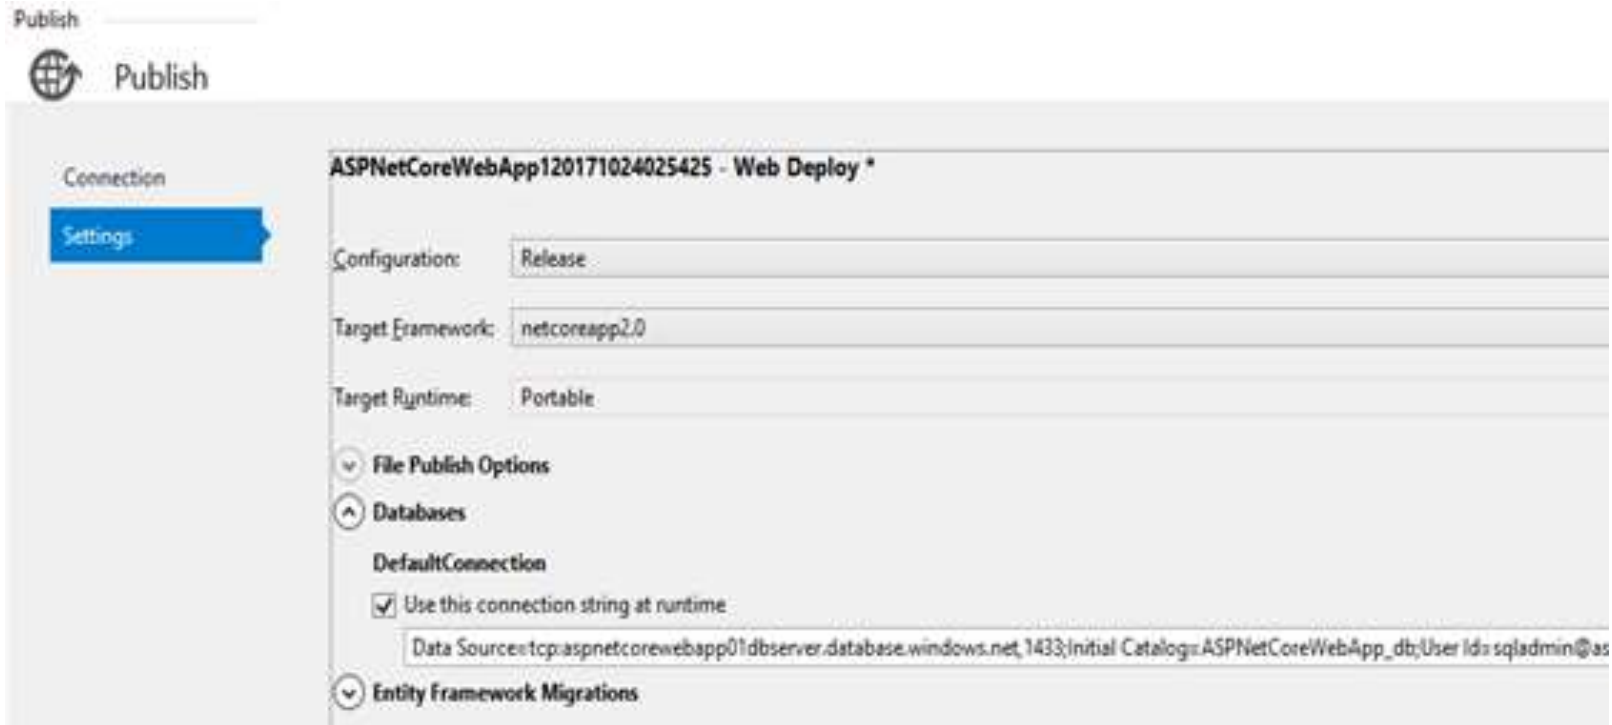 Publish
Publish
Connection
Settings
ASPNetCoreWebApp120171024025425 - Web Deploy *
Configuration: Release
Target Framework: netcoreapp2.0
Target Runtime: Portable
File Publish Options
Databases
DefaultConnection
Use this connection string at runtime
Data Source=tcp:aspnetcorewebapp01dbserver.database.windows.net,1433;Initial Catalog=ASPNetCoreWebApp_db;User Id=sqladmin@as
Entity Framework Migrations